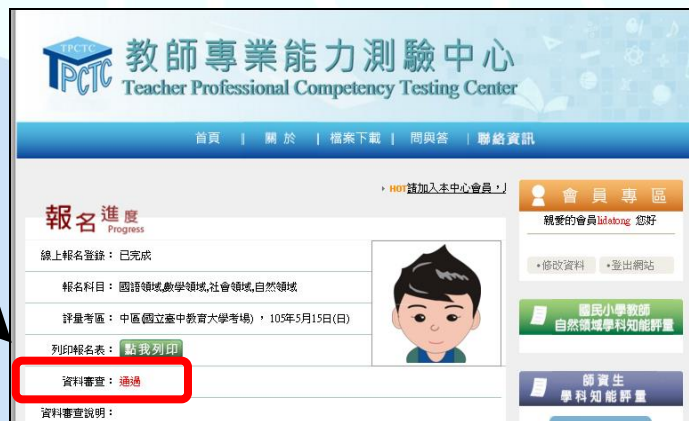 TPCTC
TPCTC
教師專業能力測驗中心
Teacher Professional Competency Testing Center
首頁 | 關於 | 檔案下載 | 問與答 | 聯絡資訊
HOT請加入本中心會員，
會員專區
親愛的會員lidatong 您好
•修改資料 •登出網站
報名進度
Progress
線上報名登錄：已完成
報名科目：國語領域,數學領域,社會領域,自然領域
評量考區：中區(國立臺中教育大學考場)，105年5月15日(日)
列印報名表：點我列印
資料審查：通過
資料審查說明：
國民小學教師
自然領域學科知能評量
師資生
學科知能評量